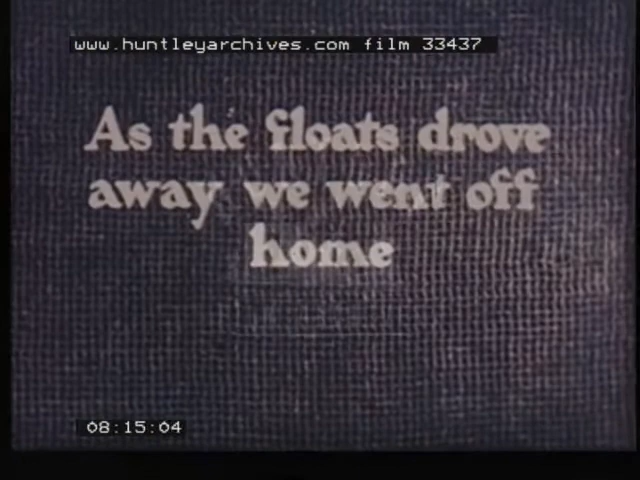 www.huntleyarchives.com film 33437
As the floats drove
away we went off
home
08:15:04